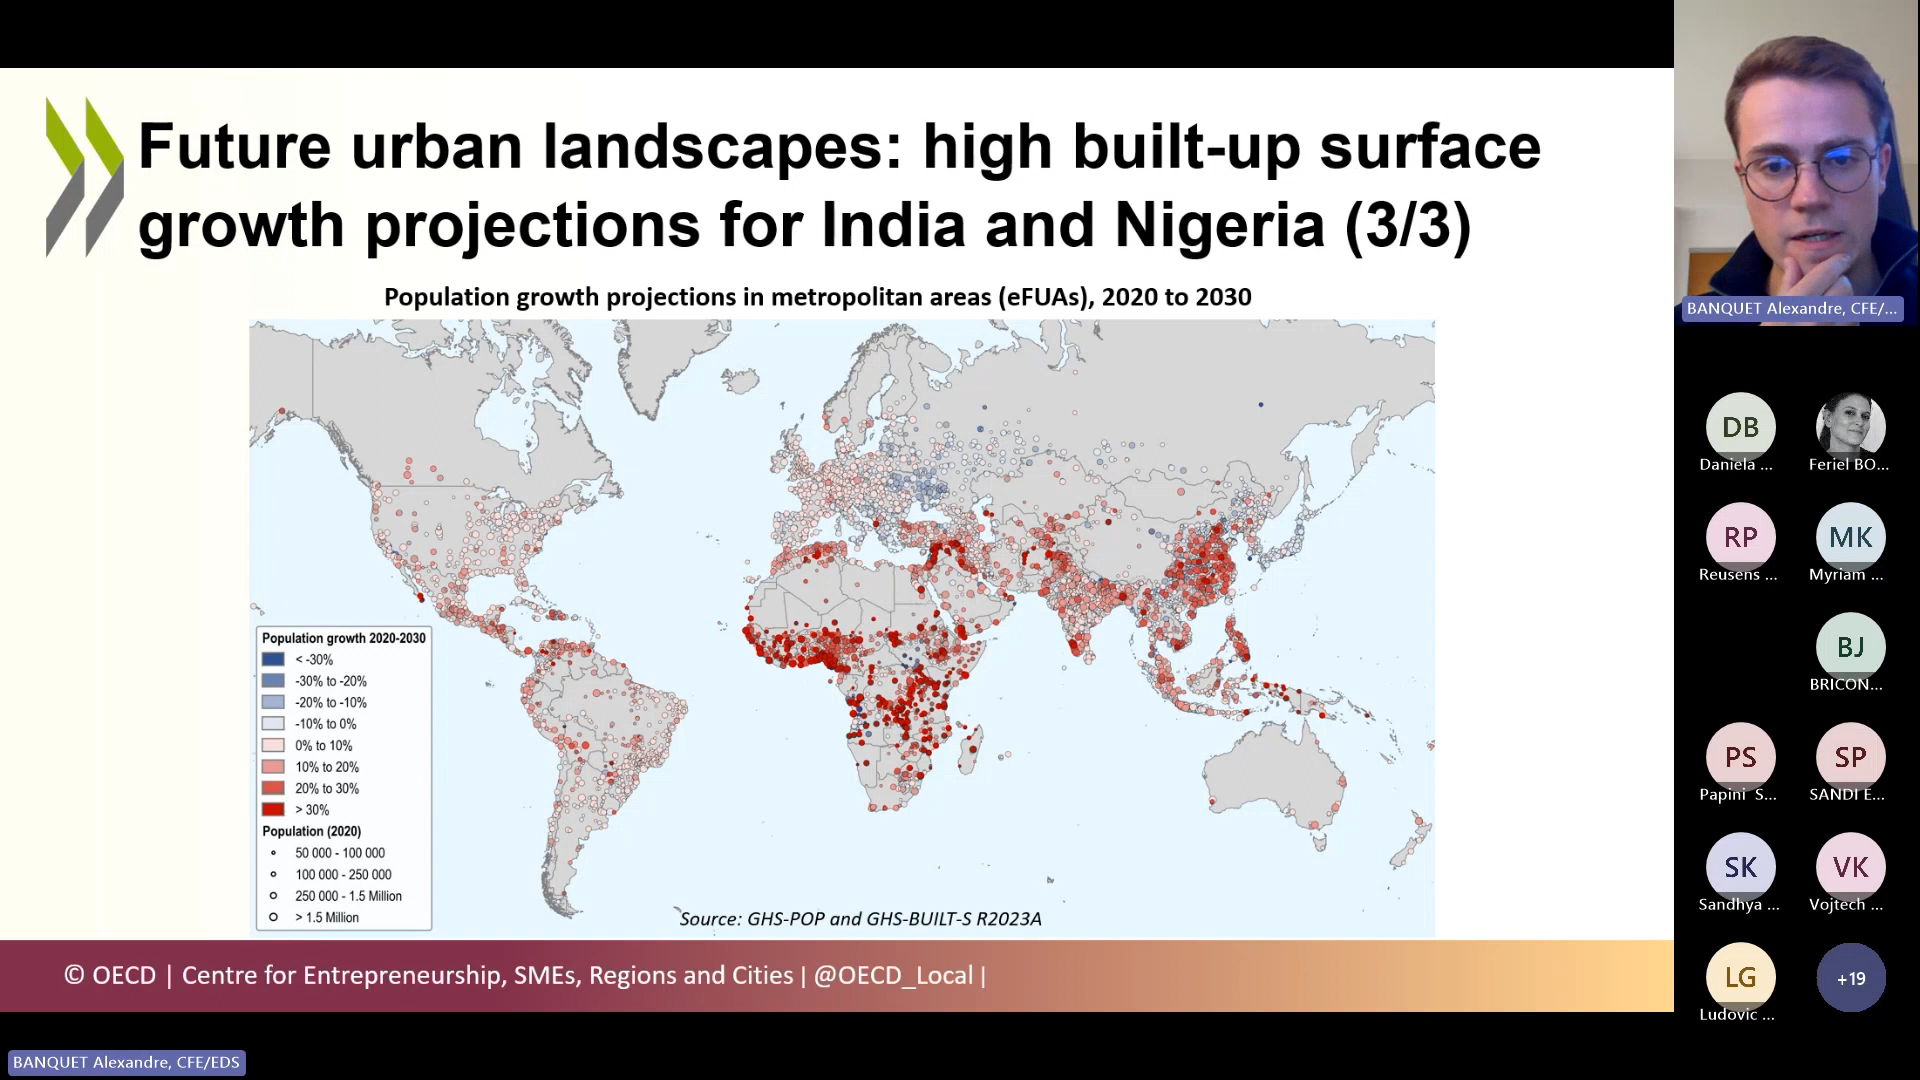 Future urban landscapes: high built-up surface
growth projections for India and Nigeria (3/3)
Population growth projections in metropolitan areas (eFUAs), 2020 to 2030
Population growth 2020-2030
< -30%
-30% to -20%
-20% to -10%
-10% to 0%
0% to 10%
10% to 20%
20% to 30%
> 30%
Population (2020)
50 000 - 100 000
100 000 - 250 000
250 000 - 1.5 Million
> 1.5 Million
Source: GHS-POP and GHS-BUILT-S R2023A
© OECD | Centre for Entrepreneurship, SMEs, Regions and Cities | @OECD_Local |
BANQUET Alexandre, CFE/EDS
BANQUET Alexandre, CFE/...
DB
Daniela ...
Feriel BO...
RP
Reusens ...
MK
Myriam ...
BJ
BRICON...
PS
Papini S...
SP
SANDI E...
SK
Sandhya ...
VK
Vojtech ...
LG
Ludovic ...
+19